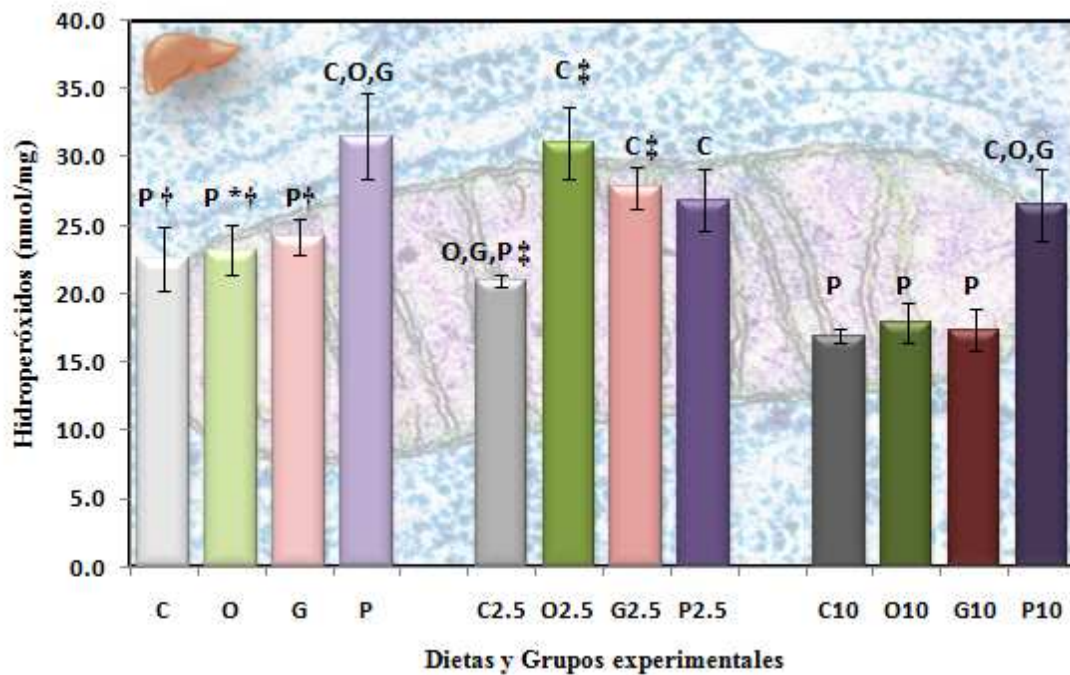 Hidroperóxidos (nmol/mg)
40.0
35.0
30.0
25.0
20.0
15.0
10.0
5.0
0.0
P ‡
P *‡
P‡
C,O,G
O,G,P ‡
C ‡
C ‡
C
P
P
P
C,O,G
C O G P C2.5 O2.5 G2.5 P2.5 C10 O10 G10 P10
Dietas y Grupos experimentales